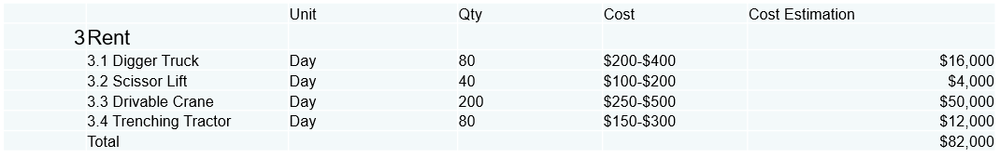 Unit Qty Cost Cost Estimation
3 Rent
3.1 Digger Truck Day 80 $200-$400 $16,000
3.2 Scissor Lift Day 40 $100-$200 $4,000
3.3 Drivable Crane Day 200 $250-$500 $50,000
3.4 Trenching Tractor Day 80 $150-$300 $12,000
Total $82,000